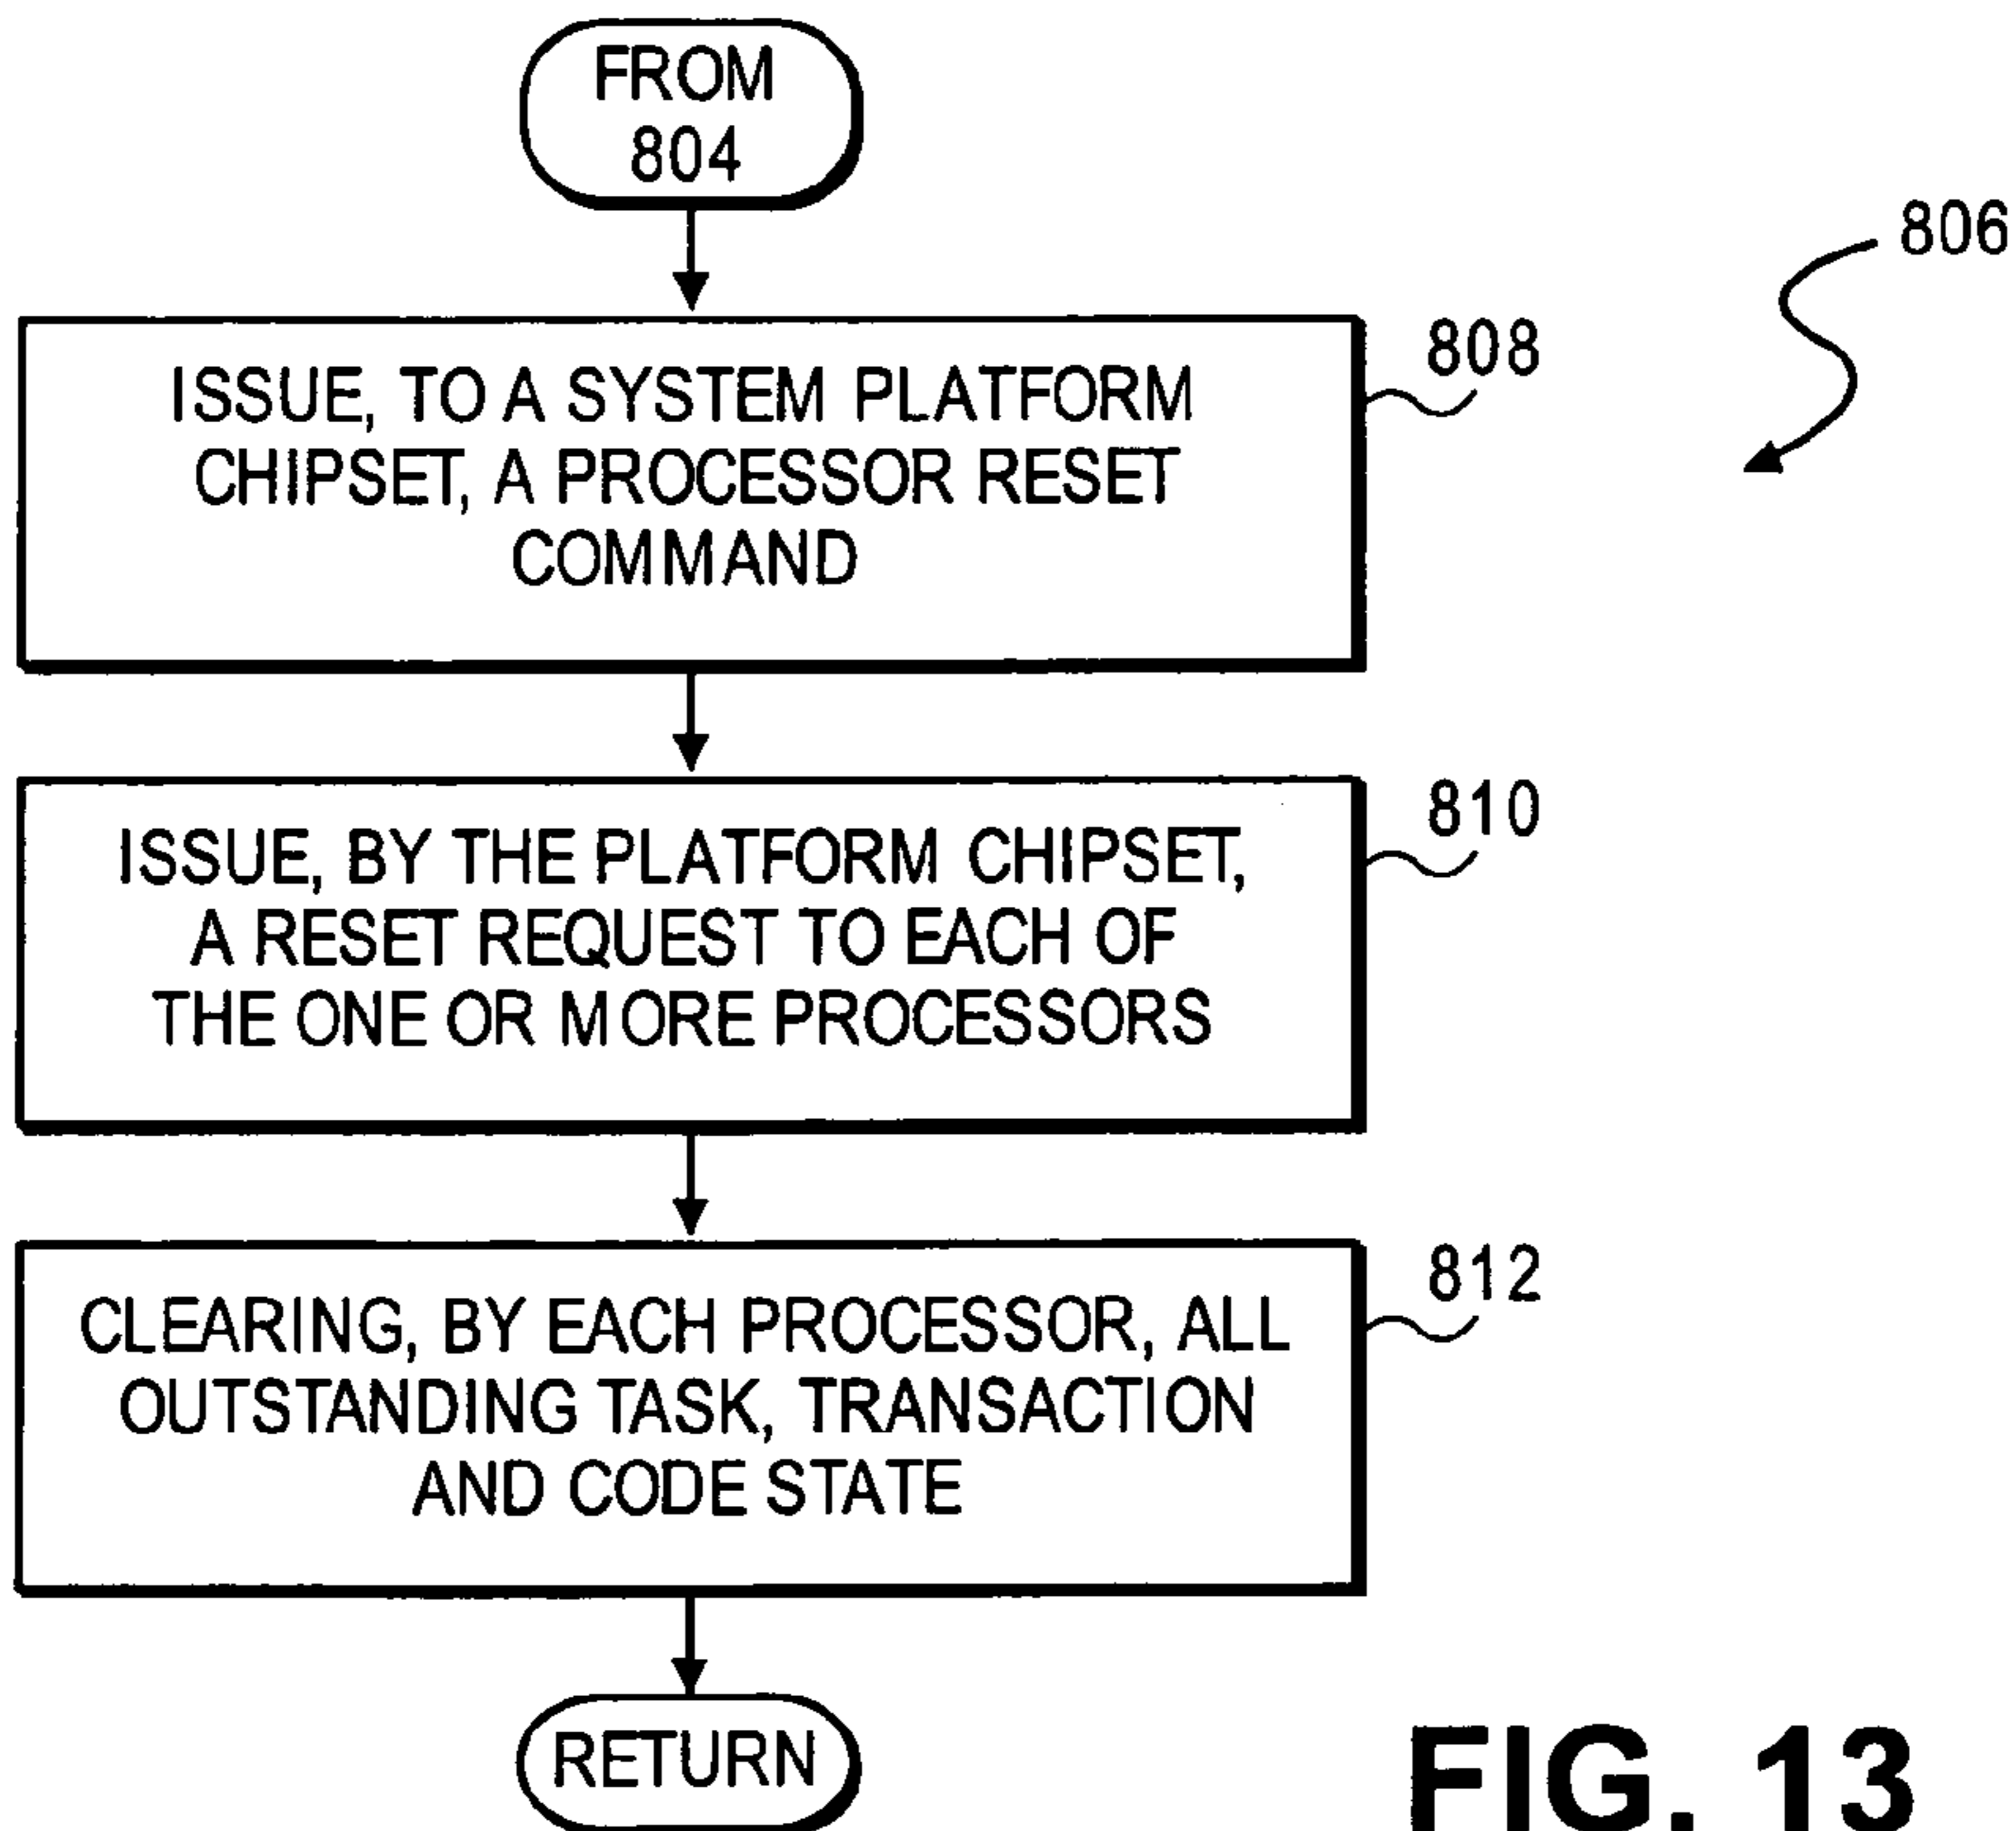 FROM
804
806
ISSUE, TO A SYSTEM PLATFORM
CHIPSET, A PROCESSOR RESET
COMMAND
808
ISSUE, BY THE PLATFORM CHIPSET,
A RESET REQUEST TO EACH OF
THE ONE OR MORE PROCESSORS
810
CLEARING, BY EACH PROCESSOR, ALL
OUTSTANDING TASK, TRANSACTION
AND CODE STATE
812
RETURN
FIG. 13